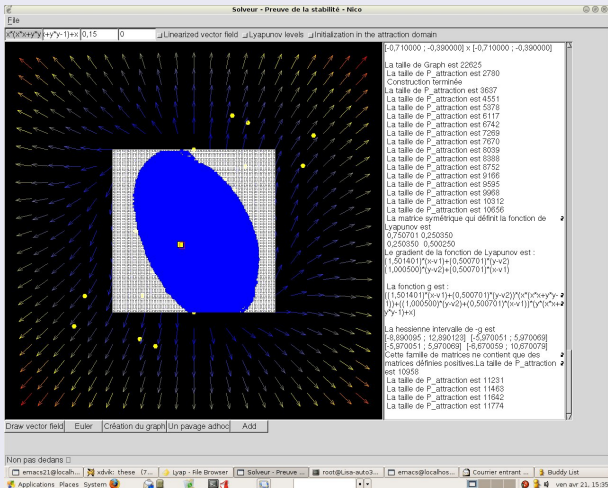 Solveur - Preuve de la stabilité - Nico
File
x*(x*x+y*y (+y*y-1)+x 0,15 0 Linearized vector field Lyapunov levels Initialization in the attraction domain
[-0,710000 ; -0,390000] x [-0,710000 ; -0,390000]
La taille de Graph est 22625
La taille de P_attraction est 2780
Construction terminée
La taille de P_attraction est 3687
La taille de P_attraction est 4551
La taille de P_attraction est 5378
La taille de P_attraction est 6117
La taille de P_attraction est 6742
La taille de P_attraction est 7269
La taille de P_attraction est 7670
La taille de P_attraction est 8039
La taille de P_attraction est 8388
La taille de P_attraction est 8752
La taille de P_attraction est 9166
La taille de P_attraction est 9595
La taille de P_attraction est 9968
La taille de P_attraction est 10312
La taille de P_attraction est 10656
La matrice symétrique qui définit la fonction de
Lyapunov est
0,750701 0,250350
0,250350 0,500250
Le gradient de la fonction de Lyapunov est :
(1,501401)*(x-v1)+(0,500701)*(y-v2)
(1,000500)*(y-v2)+(0,500701)*(x-v1)
La fonction g est :
((1,501401)*(x-v1)+(0,500701)*(y-v2))*(x*(x*x+y*y-
1))+((1,000500)*(y-v2)+(0,500701)*(x-v1))*(y*(x*x+
y*y-1)+x)
La hessienne intervalle de -g est
[-8,890095 ; 12,890123] [-5,970051 ; 5,970069]
[-5,970051 ; 5,970069] [-6,670059 ; 10,670079]
Cette famille de matrices ne contient que des
matrices définies positives.La taille de P_attraction
est 10958
La taille de P_attraction est 11231
La taille de P_attraction est 11463
La taille de P_attraction est 11642
La taille de P_attraction est 11774
Draw vector field Euler Création du graph Un pavage adhoc Add
Non pas dedans
emacs21@localh... xdvik: these (7... Lyap - File Browser Solveur - Preuve ... root@Lisa-auto3... emacs@localhos... Courrier entrant ... Buddy List
Applications Places System ven avr 21, 15:35